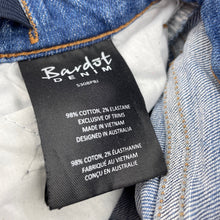 Bardot
DENIM
98% COTTON, 2% ELASTANE
EXCLUSIVE OF TRIMS
MADE IN VIETNAM
DESIGNED IN AUSTRALIA
98% COTTON, 2% ÉLASTHANNE
FABRIQUÉ AU VIETNAM
CONÇU EN AUSTRALIE